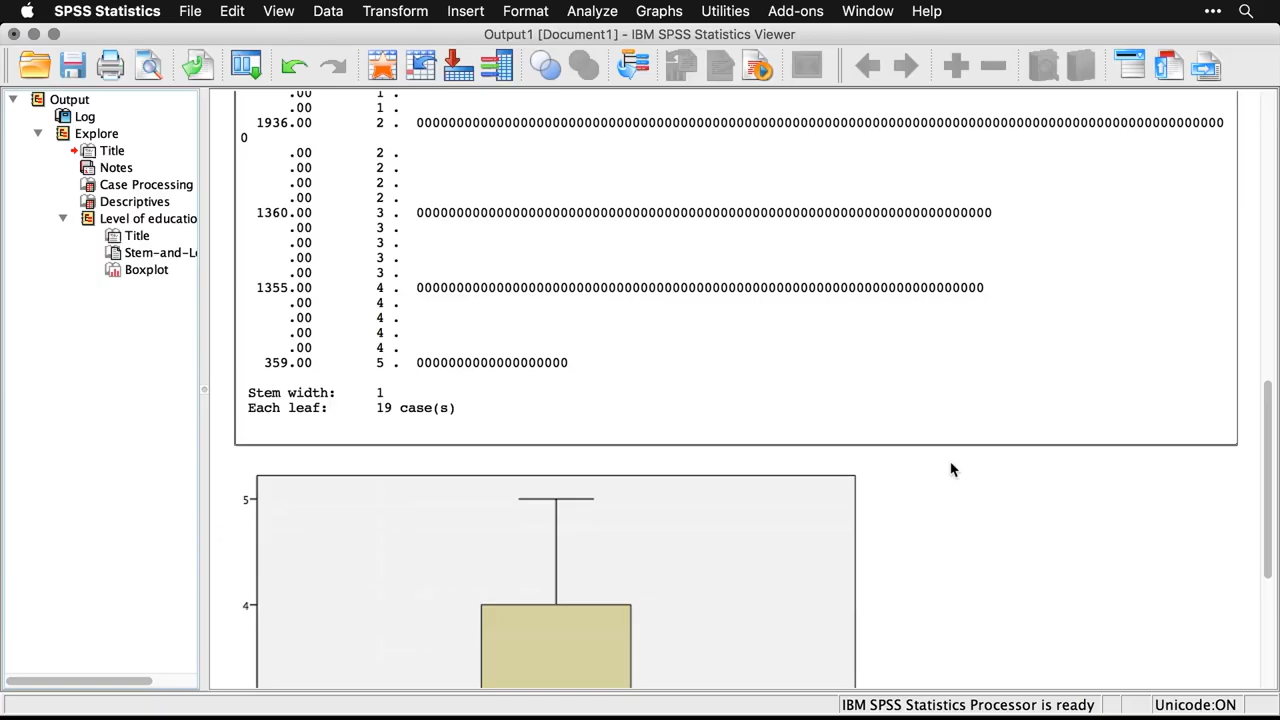 SPSS Statistics File Edit View Data Transform Insert Format Analyze Graphs Utilities Add-ons Window Help
Output1 [Document1] - IBM SPSS Statistics Viewer
Output
Log
Explore
Title
Notes
Case Processing
Descriptives
Level of educatio
Title
Stem-and-Le
Boxplot
.00 1 .
.00 1 .
1936.00 2 . 00000000000000000000000000000000000000000000000000000000000000000000000000000000000000000000000000000
0
.00 2 .
.00 2 .
.00 2 .
.00 2 .
1360.00 3 . 000000000000000000000000000000000000000000000000000000000000000000000000
.00 3 .
.00 3 .
.00 3 .
.00 3 .
1355.00 4 . 00000000000000000000000000000000000000000000000000000000000000000000000
.00 4 .
.00 4 .
.00 4 .
.00 4 .
359.00 5 . 0000000000000000000
Stem width: 1
Each leaf: 19 case(s)
5
4
IBM SPSS Statistics Processor is ready
Unicode:ON